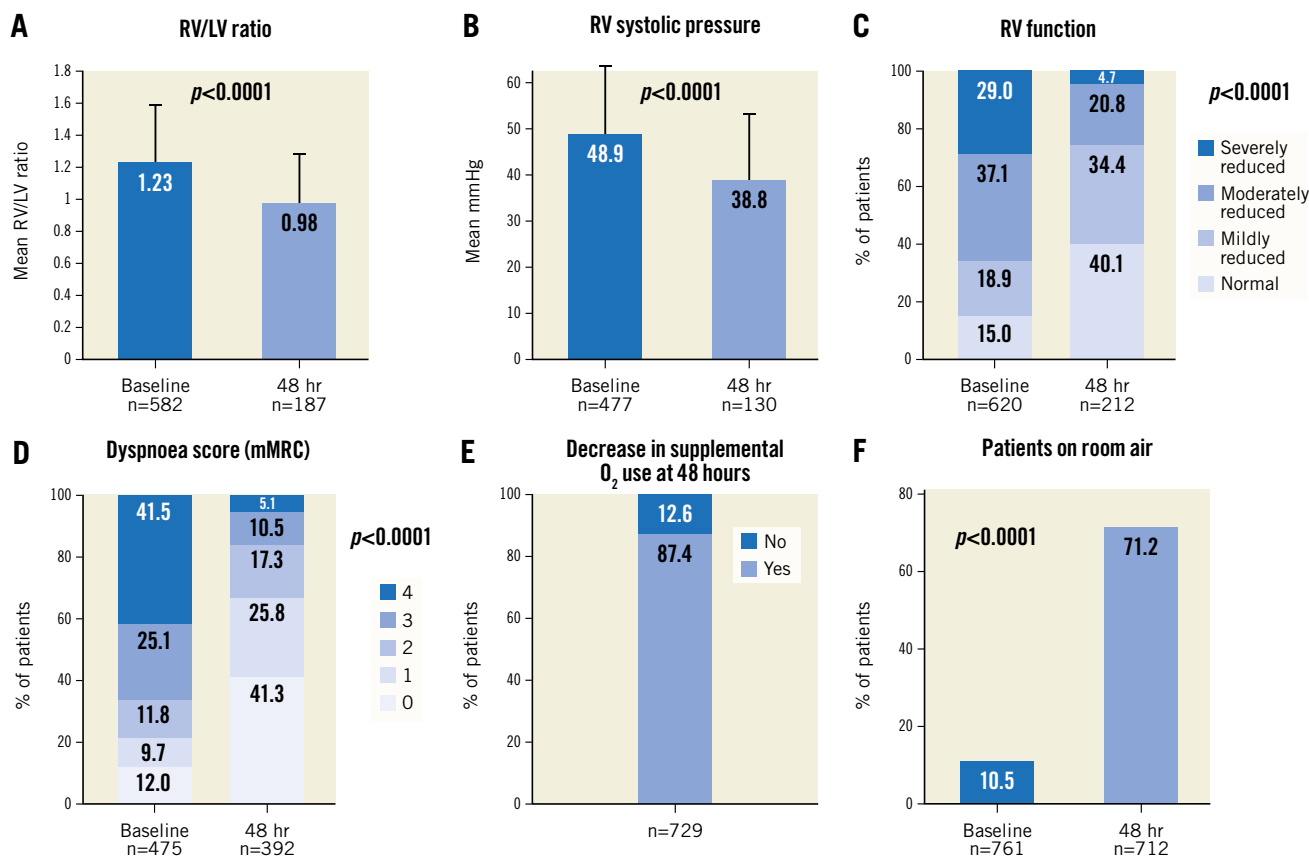 A
RV/LV ratio
Mean RV/LV ratio
1.8
1.6
1.4
1.2
1
0.8
0.6
0.4
0.2
0
p<0.0001
1.23
0.98
Baseline
n=582
48 hr
n=187
B
RV systolic pressure
Mean mmHg
60
50
40
30
20
10
0
p<0.0001
48.9
38.8
Baseline
n=477
48 hr
n=130
C
RV function
% of patients
100
80
60
40
20
0
29.0
37.1
18.9
15.0
4.7
20.8
34.4
40.1
Baseline
n=620
48 hr
n=212
p<0.0001
Severely
reduced
Moderately
reduced
Mildly
reduced
Normal
D
Dyspnoea score (mMRC)
% of patients
100
80
60
40
20
0
41.5
25.1
11.8
9.7
12.0
5.1
10.5
17.3
25.8
41.3
Baseline
n=475
48 hr
n=392
p<0.0001
4
3
2
1
0
E
Decrease in supplemental
O₂ use at 48 hours
% of patients
100
80
60
40
20
0
12.6
87.4
No
Yes
n=729
F
Patients on room air
% of patients
80
60
40
20
0
p<0.0001
10.5
71.2
Baseline
n=761
48 hr
n=712